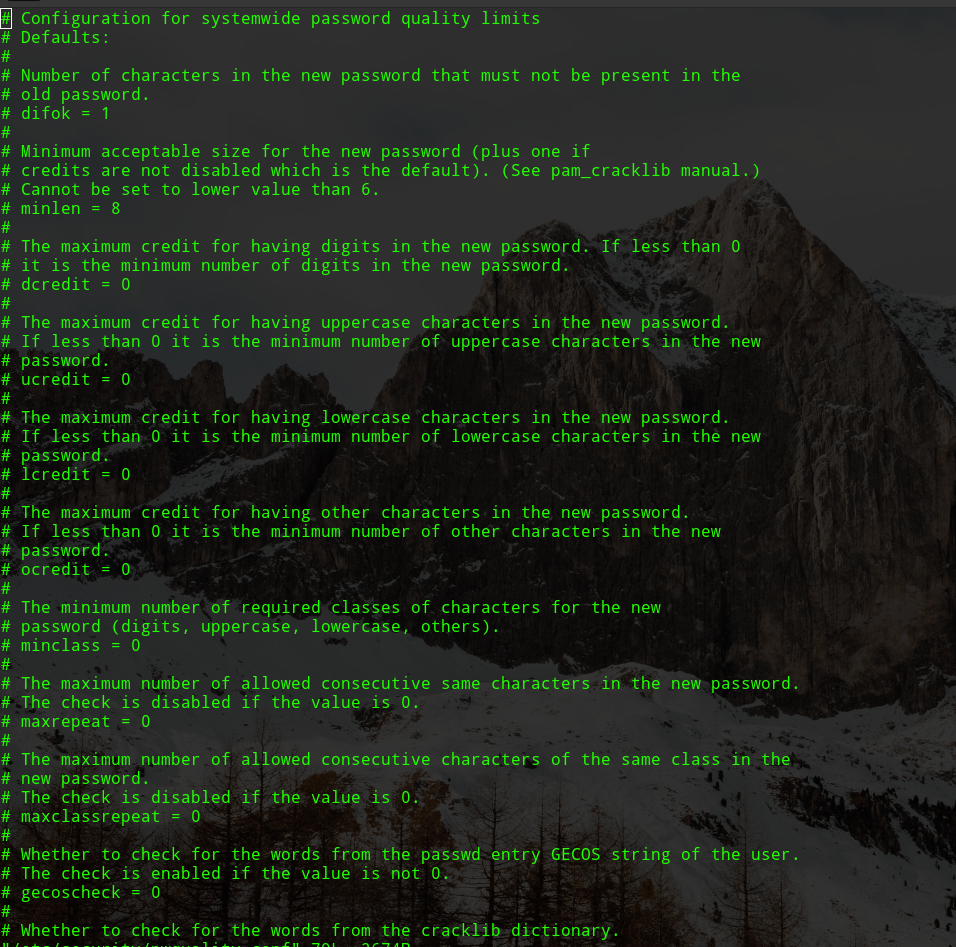 # Configuration for systemwide password quality limits
# Defaults:
#
# Number of characters in the new password that must not be present in the
# old password.
# difok = 1
#
# Minimum acceptable size for the new password (plus one if
# credits are not disabled which is the default). (See pam_cracklib manual.)
# Cannot be set to lower value than 6.
# minlen = 8
#
# The maximum credit for having digits in the new password. If less than 0
# it is the minimum number of digits in the new password.
# dcredit = 0
#
# The maximum credit for having uppercase characters in the new password.
# If less than 0 it is the minimum number of uppercase characters in the new
# password.
# ucredit = 0
#
# The maximum credit for having lowercase characters in the new password.
# If less than 0 it is the minimum number of lowercase characters in the new
# password.
# lcredit = 0
#
# The maximum credit for having other characters in the new password.
# If less than 0 it is the minimum number of other characters in the new
# password.
# ocredit = 0
#
# The minimum number of required classes of characters for the new
# password (digits, uppercase, lowercase, others).
# minclass = 0
#
# The maximum number of allowed consecutive same characters in the new password.
# The check is disabled if the value is 0.
# maxrepeat = 0
#
# The maximum number of allowed consecutive characters of the same class in the
# new password.
# The check is disabled if the value is 0.
# maxclassrepeat = 0
#
# Whether to check for the words from the passwd entry GECOS string of the user.
# The check is enabled if the value is not 0.
# gecoscheck = 0
#
# Whether to check for the words from the cracklib dictionary.